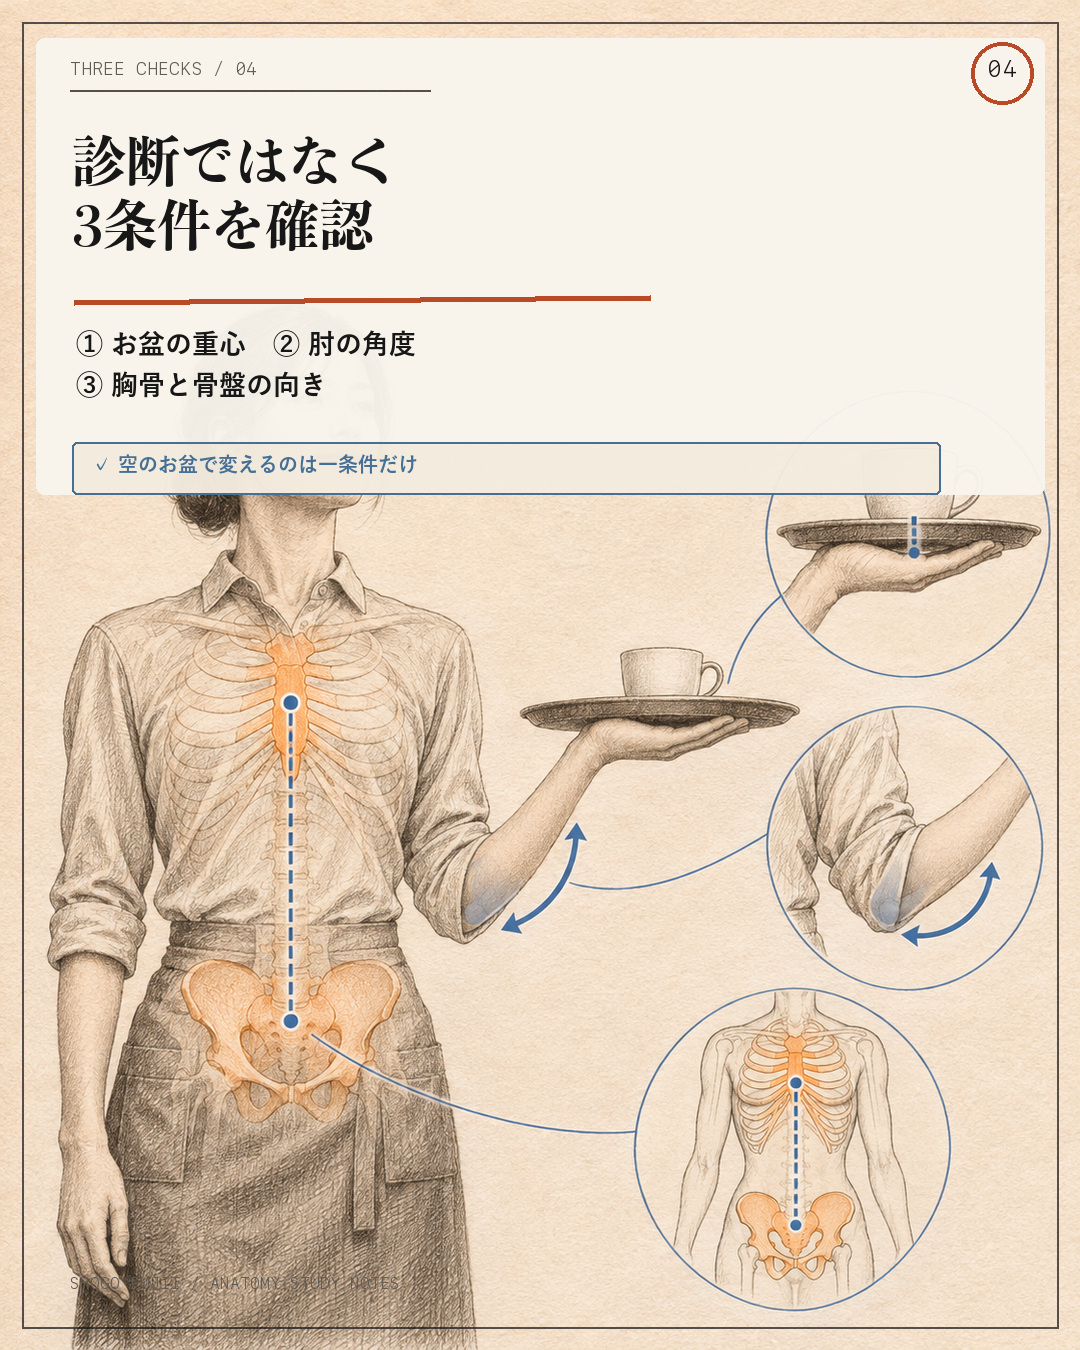 THREE CHECKS / 04
04
診断ではなく
3条件を確認
① お盆の重心　② 肘の角度
③ 胸骨と骨盤の向き
✓ 空のお盆で変えるのは一条件だけ
/ ANATOMY STUDY NOTES